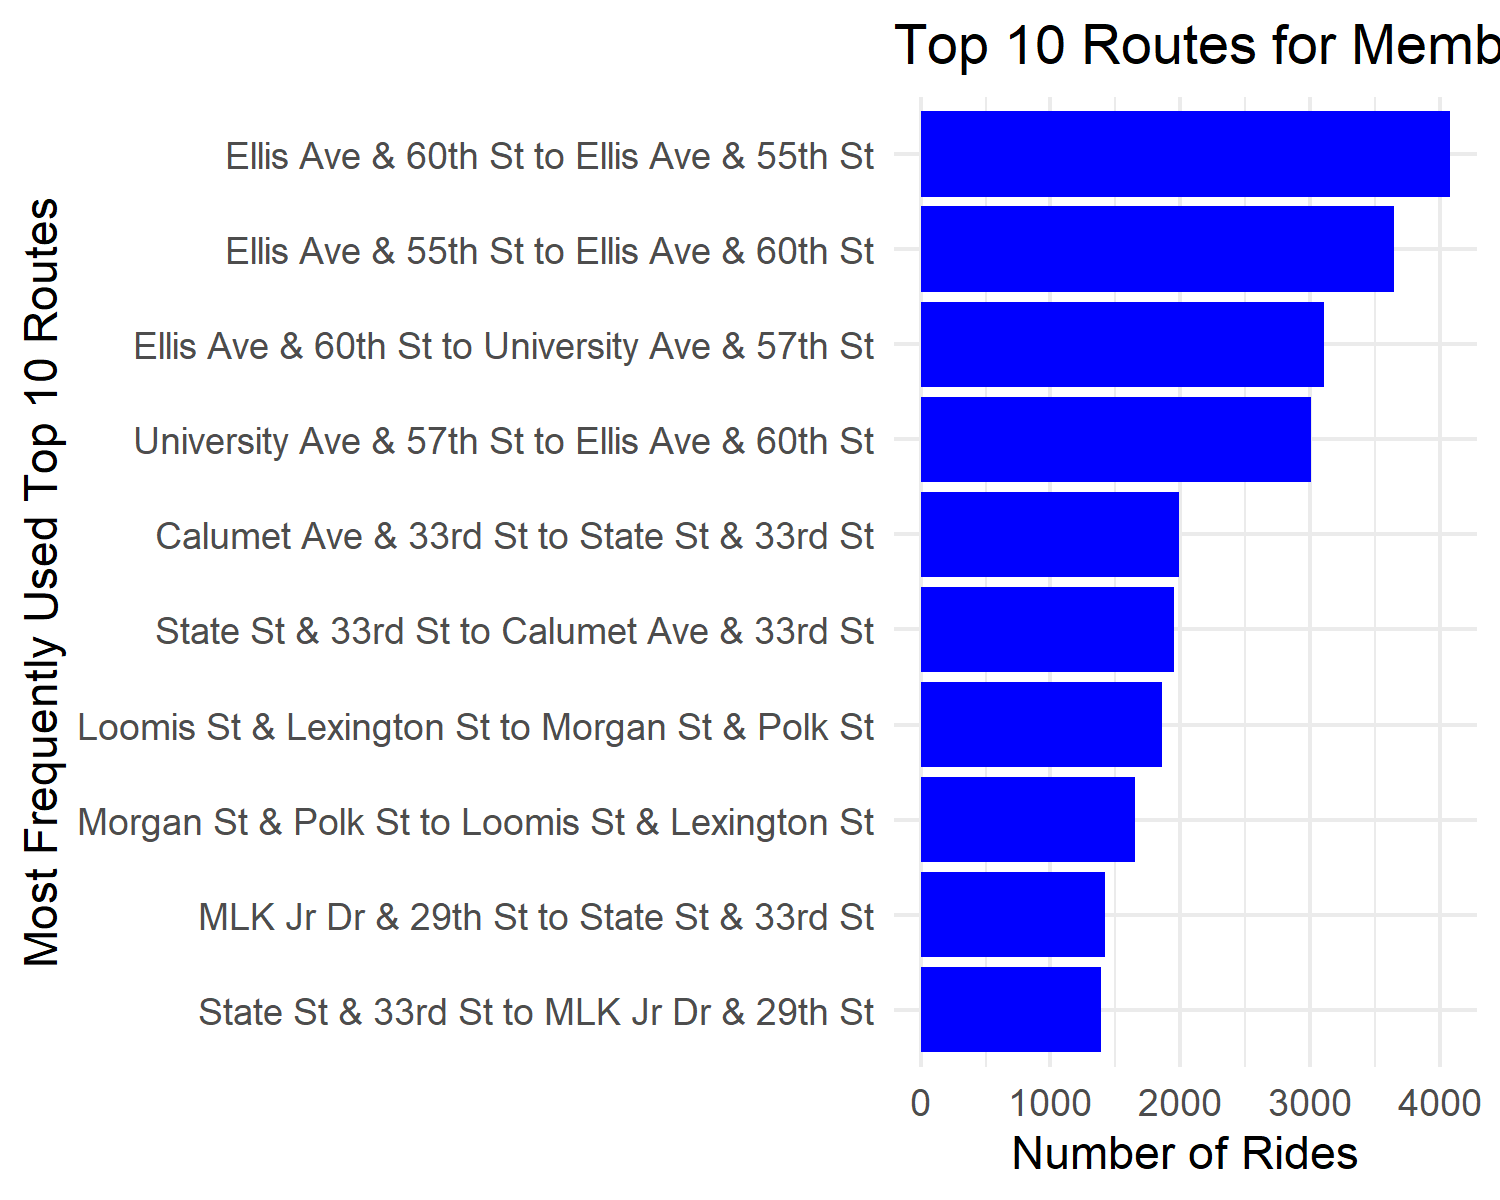 Top 10 Routes for Memb
Most Frequently Used Top 10 Routes
Ellis Ave & 60th St to Ellis Ave & 55th St
Ellis Ave & 55th St to Ellis Ave & 60th St
Ellis Ave & 60th St to University Ave & 57th St
University Ave & 57th St to Ellis Ave & 60th St
Calumet Ave & 33rd St to State St & 33rd St
State St & 33rd St to Calumet Ave & 33rd St
Loomis St & Lexington St to Morgan St & Polk St
Morgan St & Polk St to Loomis St & Lexington St
MLK Jr Dr & 29th St to State St & 33rd St
State St & 33rd St to MLK Jr Dr & 29th St
0 1000 2000 3000 4000
Number of Rides